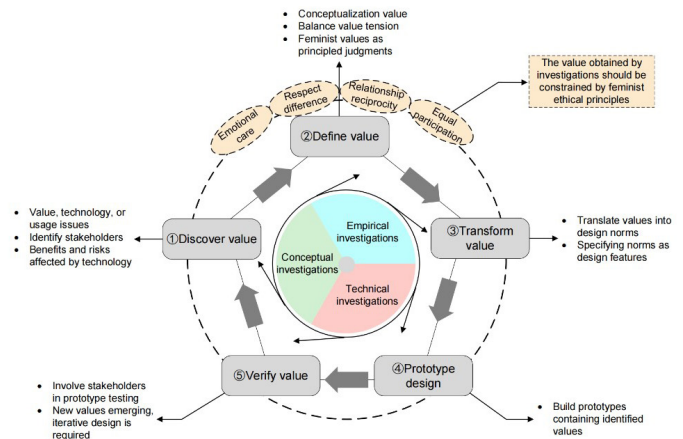 • Conceptualization value
• Balance value tension
• Feminist values as
principled judgments
Emotional
care
Respect
difference
Relationship
reciprocity
Equal
participation
The value obtained by
investigations should be
constrained by feminist
ethical principles
②Define value
• Value, technology, or
usage issues
• Identify stakeholders
• Benefits and risks
affected by technology
①Discover value
Empirical
investigations
Conceptual
investigations
Technical
investigations
③Transform
value
• Translate values into
design norms
• Specifying norms as
design features
⑤Verify value
④Prototype
design
• Involve stakeholders
in prototype testing
• New values emerging,
iterative design is
required
• Build prototypes
containing identified
values